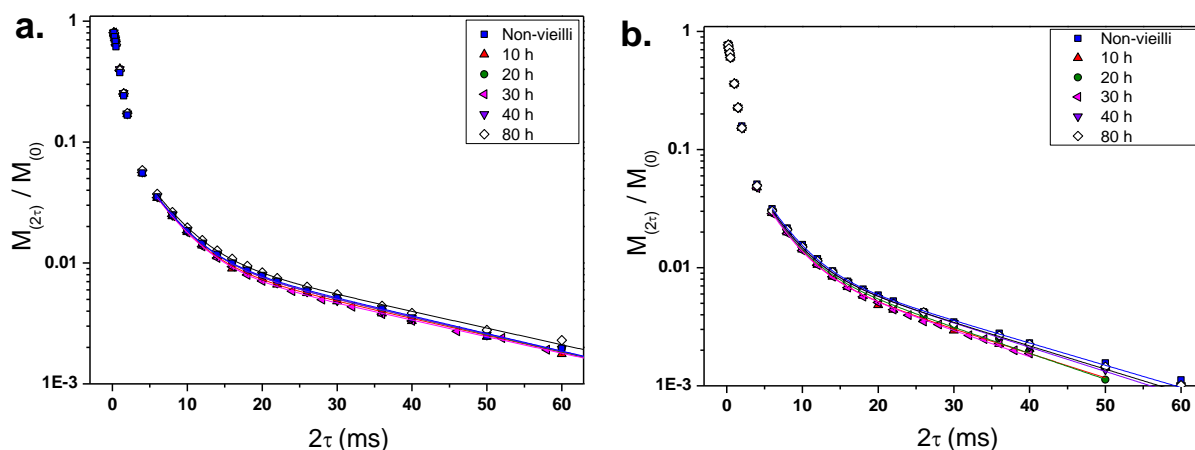 a.
1
0.1
0.01
1E-3
M(2τ) / M(0)
0 10 20 30 40 50 60
2τ (ms)
Non-vieilli
10 h
20 h
30 h
40 h
80 h
b.
1
0.1
0.01
1E-3
M(2τ) / M(0)
0 10 20 30 40 50 60
2τ (ms)
Non-vieilli
10 h
20 h
30 h
40 h
80 h